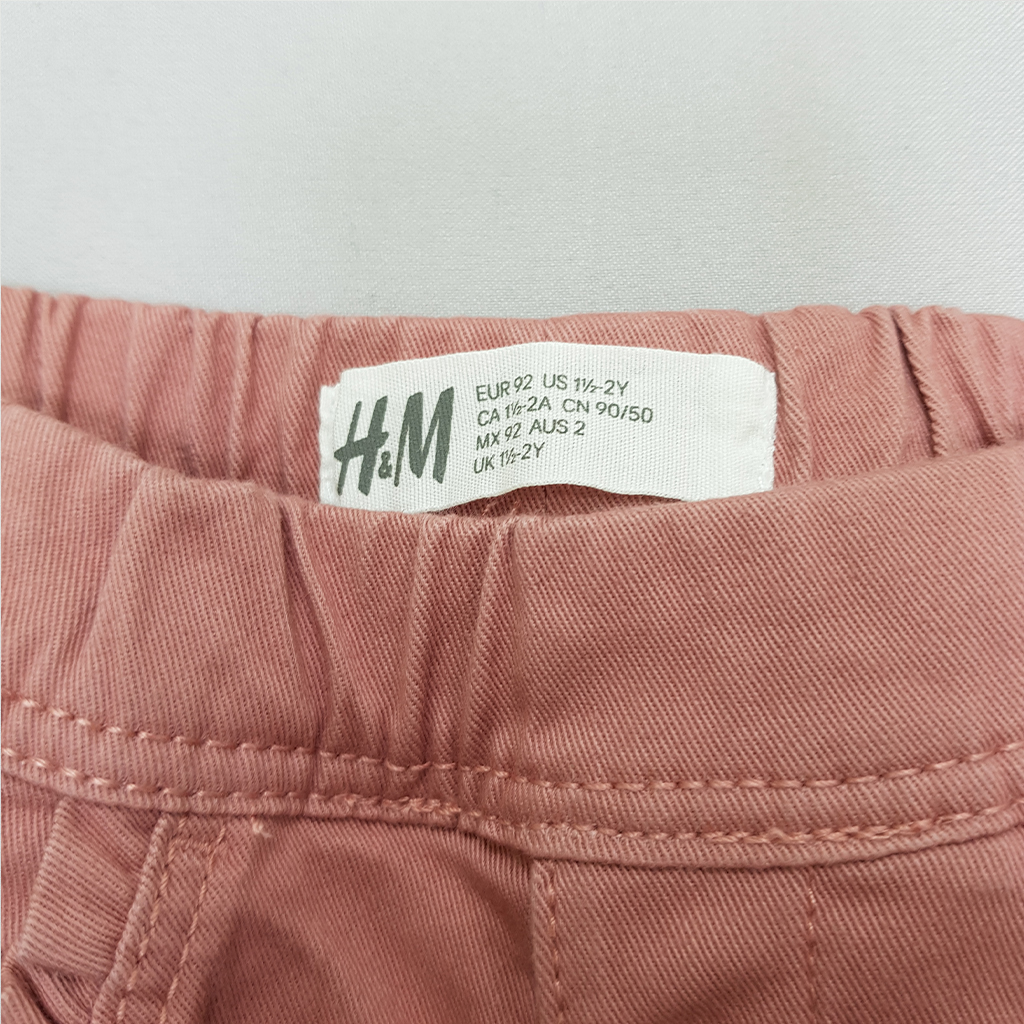 H&M
EUR 92 US 1½-2Y
CA 1½-2A CN 90/50
MX 92 AUS 2
UK 1½-2Y